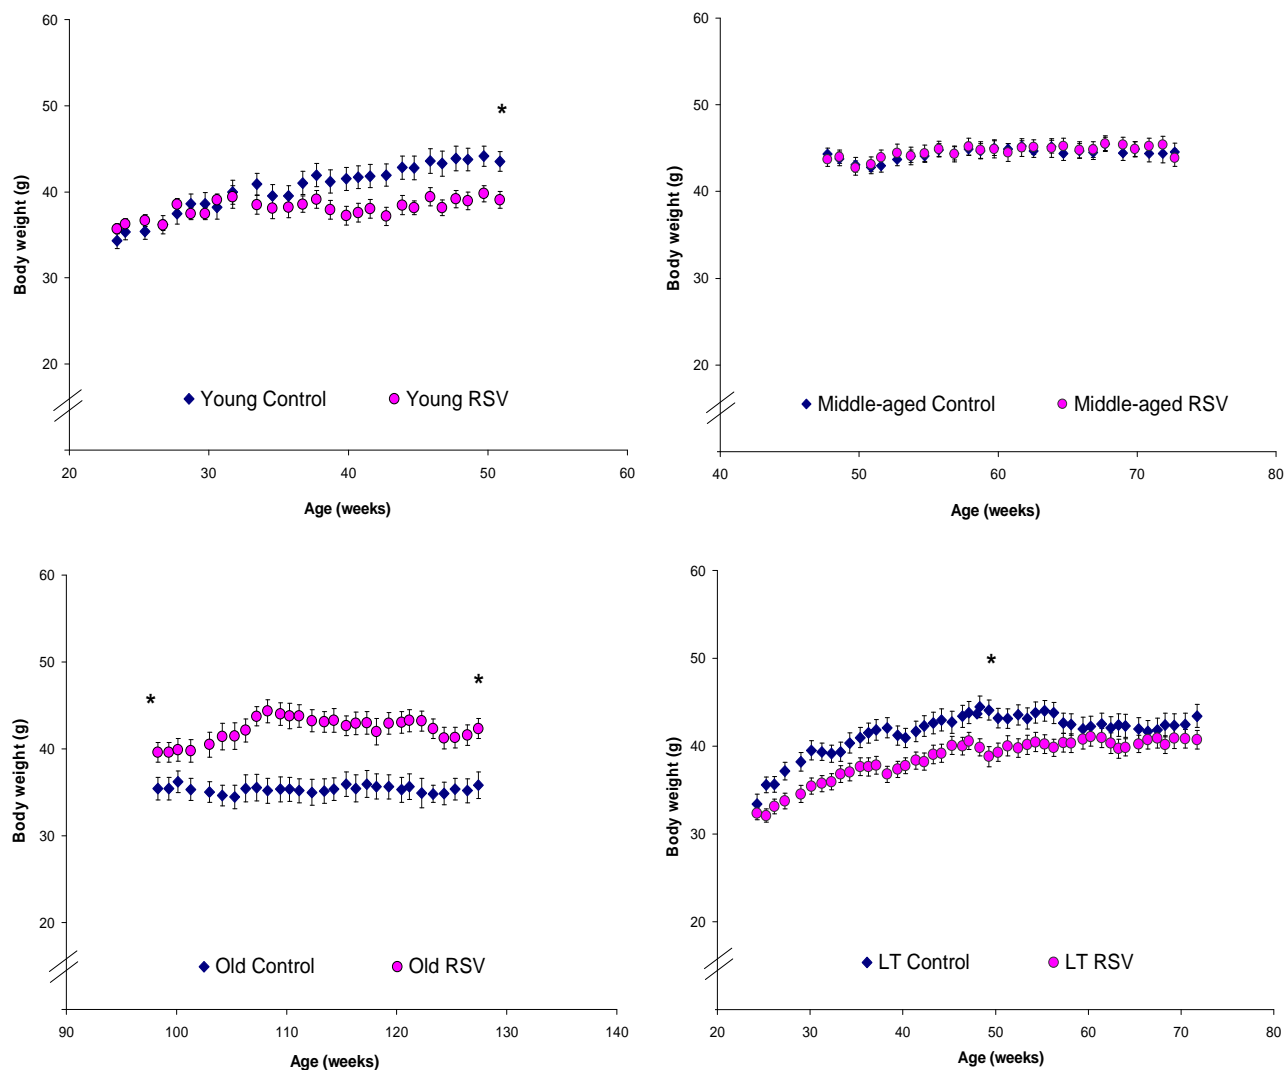 60
50
*
40
30
20
Body weight (g)
Young Control Young RSV
20 30 40 50 60
Age (weeks)
60
50
40
30
20
Body weight (g)
Middle-aged Control Middle-aged RSV
40 50 60 70 80
Age (weeks)
60
50
* *
40
30
20
Body weight (g)
Old Control Old RSV
90 100 110 120 130 140
Age (weeks)
60
50
*
40
30
20
Body weight (g)
LT Control LT RSV
20 30 40 50 60 70 80
Age (weeks)